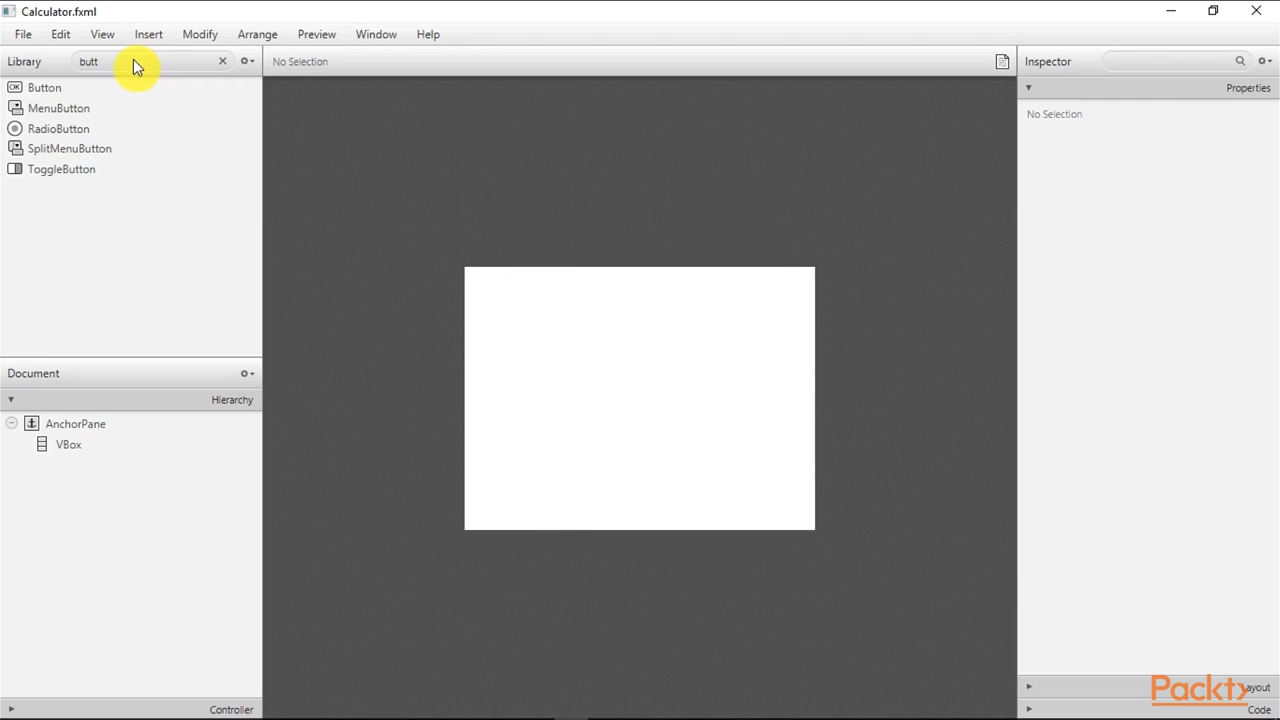 Calculator.fxml
File Edit View Insert Modify Arrange Preview Window Help
Library butt No Selection Inspector
Button Properties
MenuButton No Selection
RadioButton
SplitMenuButton
ToggleButton
Document
Hierarchy
AnchorPane
VBox
Packt
Controller Code